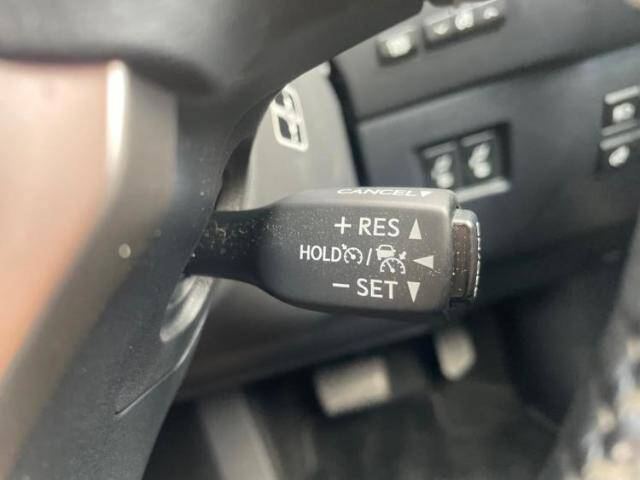 CANCEL▼
+ RES ▲
HOLD / ◄
− SET ▼